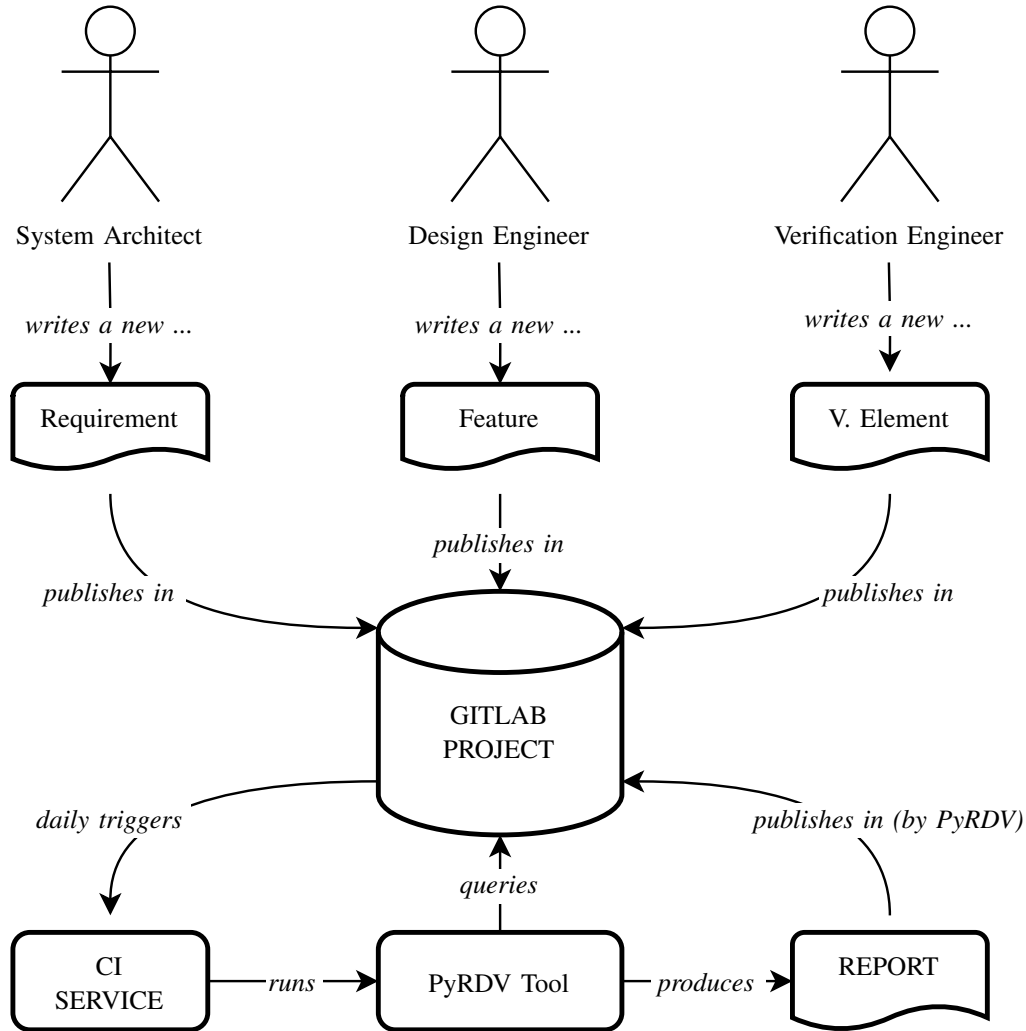 System Architect
Design Engineer
Verification Engineer
writes a new ...
writes a new ...
writes a new ...
Requirement
Feature
V. Element
publishes in
publishes in
publishes in
GITLAB
PROJECT
daily triggers
publishes in (by PyRDV)
queries
CI
SERVICE
runs
PyRDV Tool
produces
REPORT